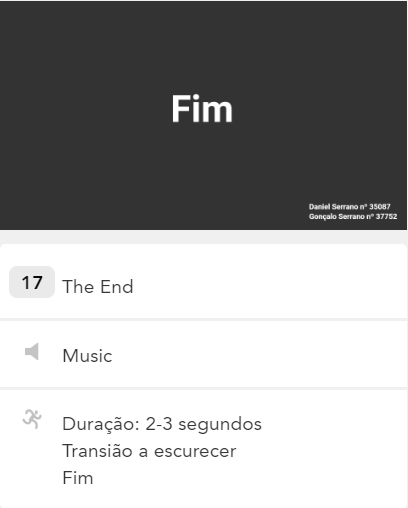 Fim
Daniel Serrano nº 35087
Gonçalo Serrano nº 37752
17 The End
Music
Duração: 2-3 segundos
Transião a escurecer
Fim